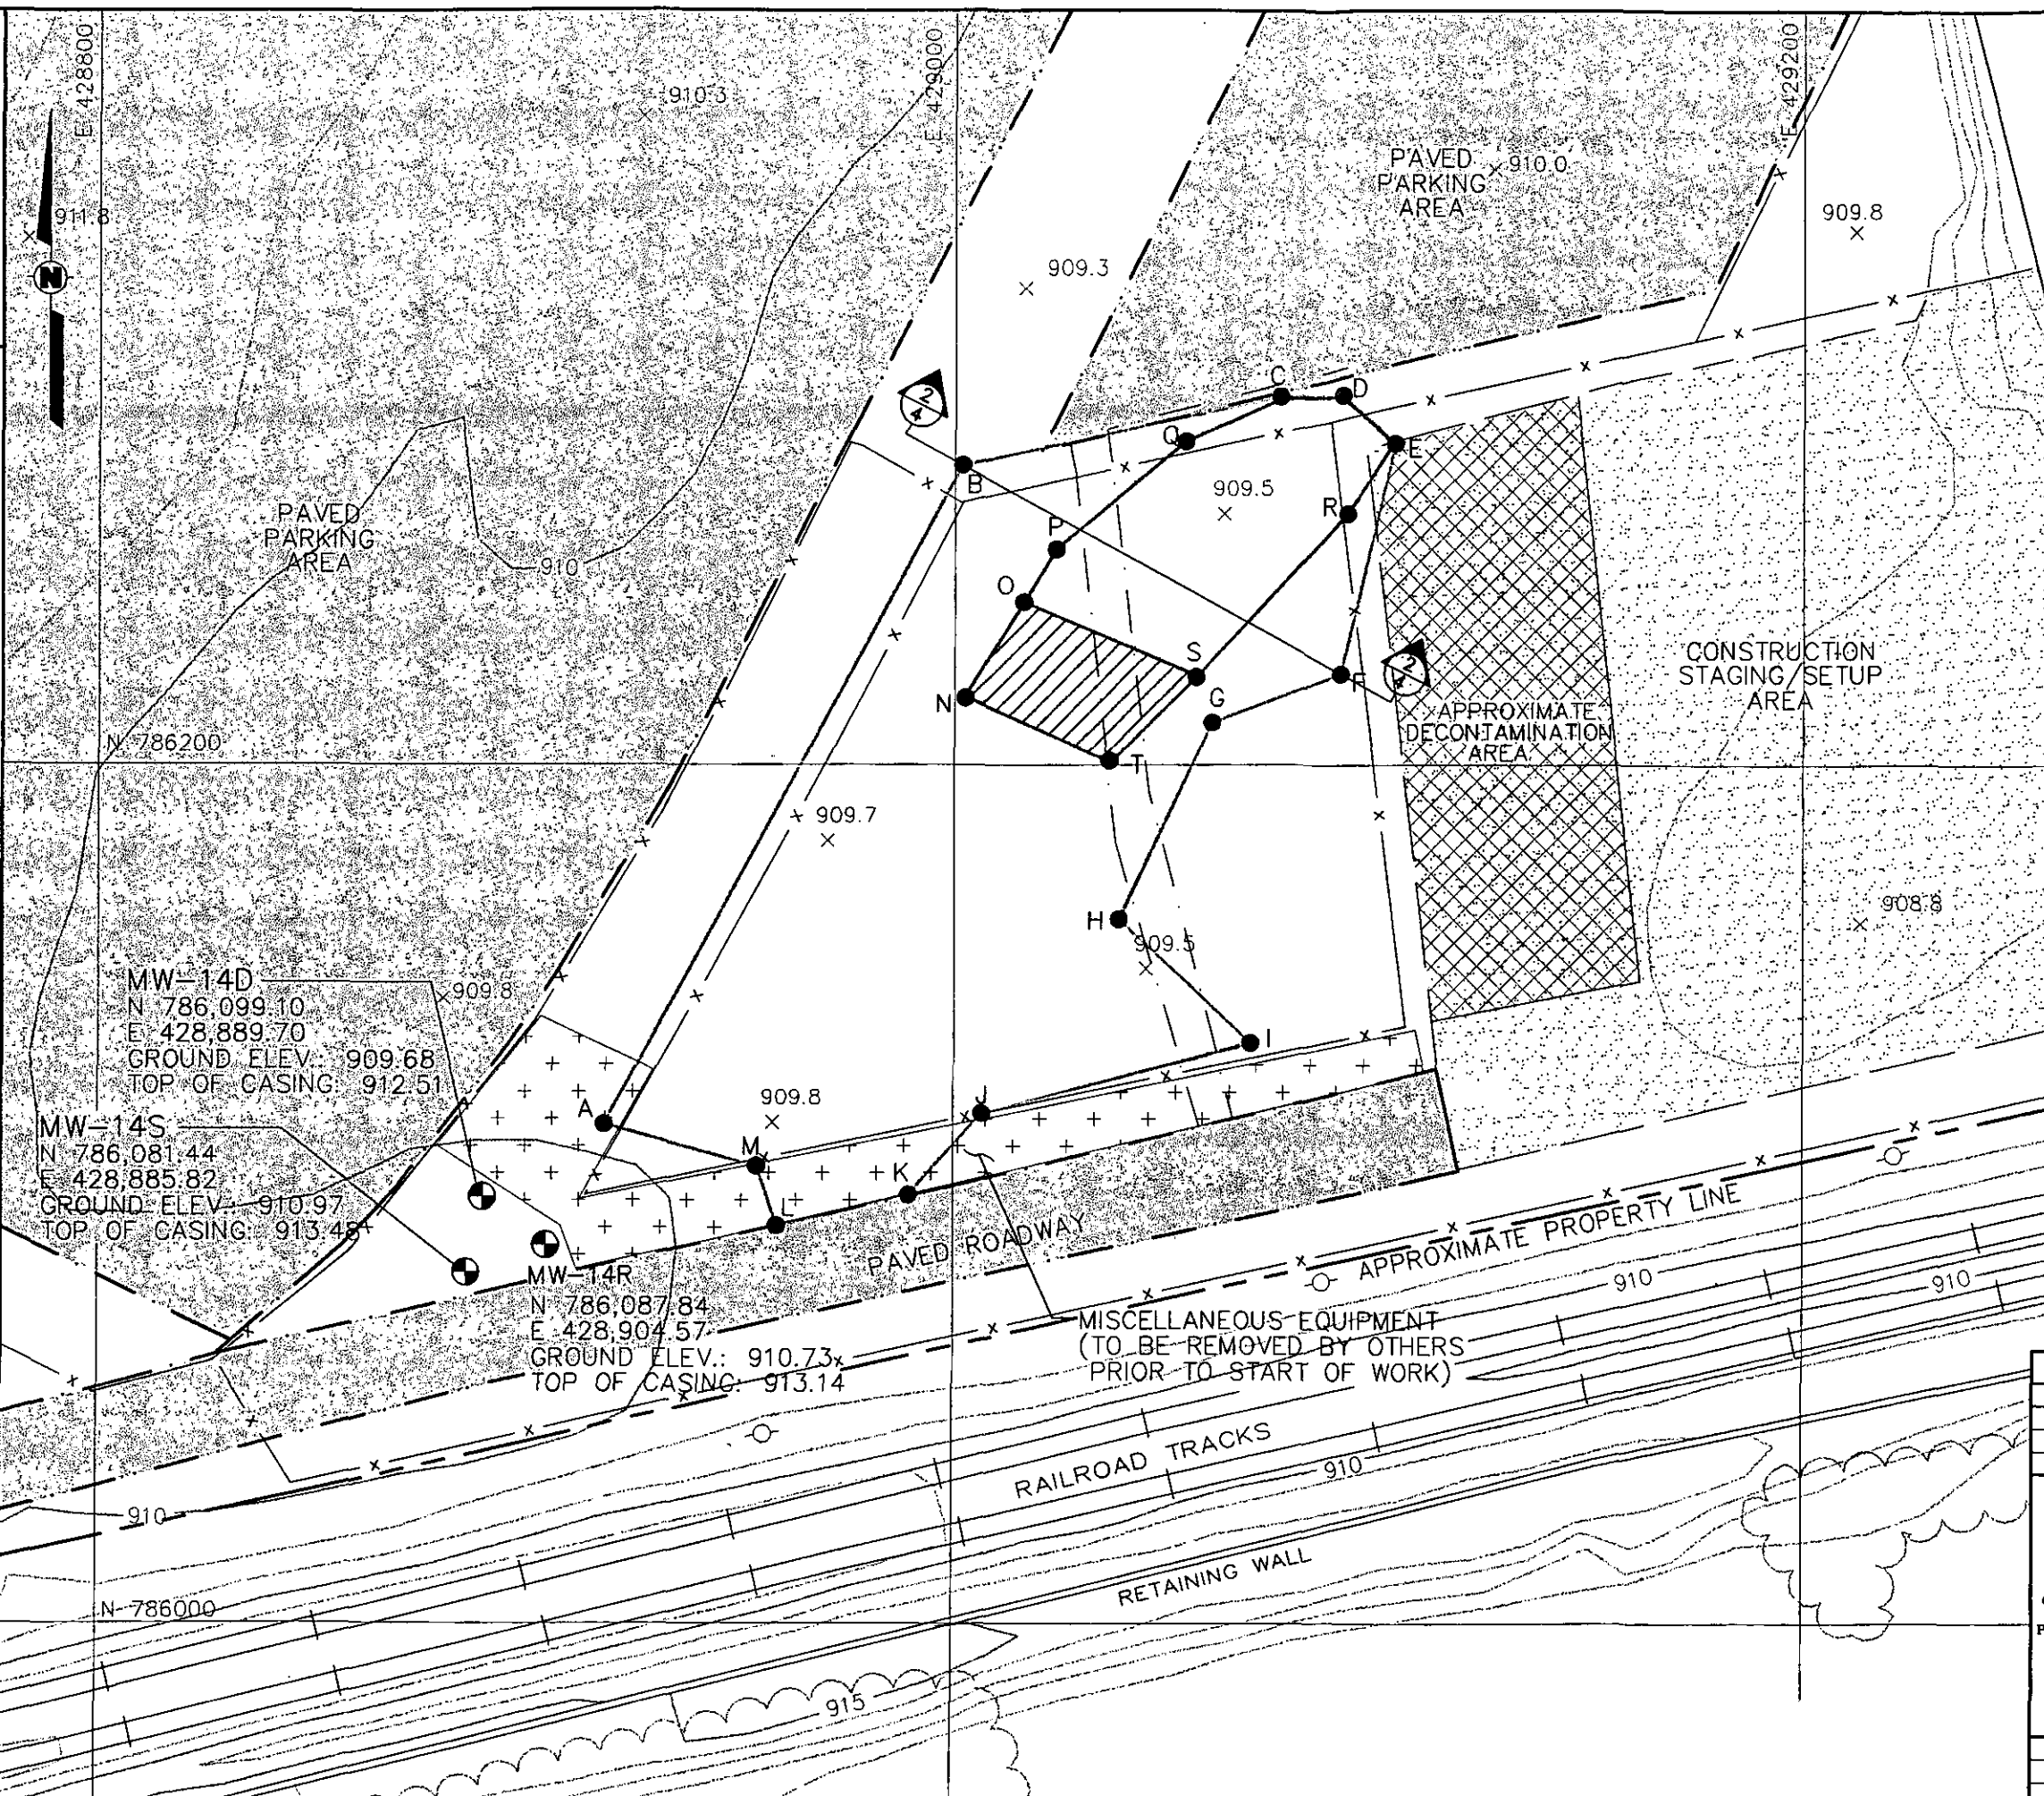 E 428800
E 429000
E 429200
910.3
PAVED
PARKING
AREA
910.0
909.8
911.8
N
909.3
2
4
C
D
Q
E
B
909.5
R
PAVED
PARKING
AREA
910
P
O
S
N
G
F
2
4
CONSTRUCTION
STAGING/SETUP
AREA
APPROXIMATE
DECONTAMINATION
AREA
N 786200
T
909.7
H
909.5
908.8
MW-14D
N 786,099.10
E 428,889.70
GROUND ELEV.: 909.68
TOP OF CASING: 912.51
909.8
I
A
909.8
J
MW-14S
N 786,081.44
E 428,885.82
GROUND ELEV.: 910.97
TOP OF CASING: 913.48
M
K
L
PAVED ROADWAY
APPROXIMATE PROPERTY LINE
MW-14R
N 786,087.84
E 428,904.57
GROUND ELEV.: 910.73
TOP OF CASING: 913.14
MISCELLANEOUS EQUIPMENT
(TO BE REMOVED BY OTHERS
PRIOR TO START OF WORK)
910
910
RAILROAD TRACKS
910
910
RETAINING WALL
N 786000
915